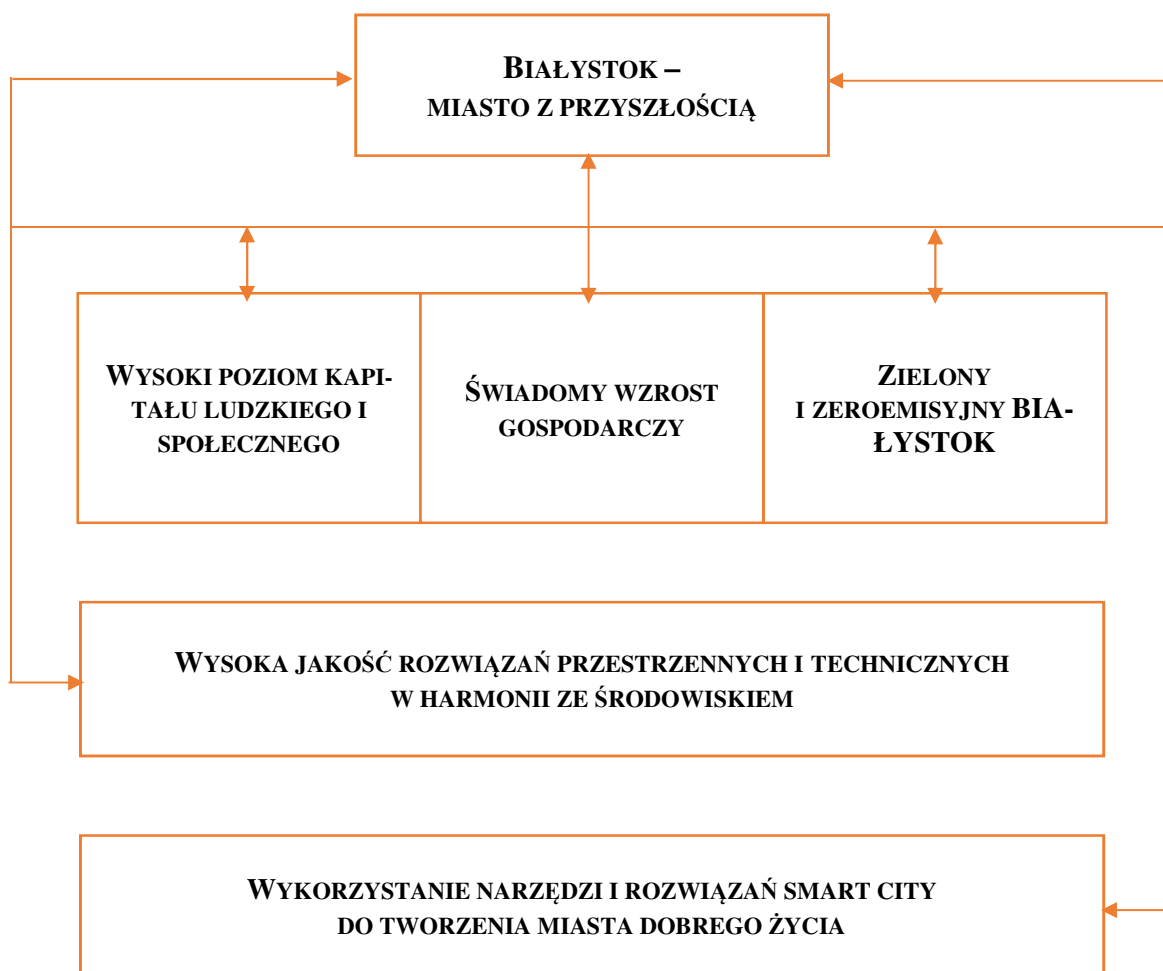 BIAŁYSTOK –
MIASTO Z PRZYSZŁOŚCIĄ
WYSOKI POZIOM KAPI-
TAŁU LUDZKIEGO I
SPOŁECZNEGO
ŚWIADOMY WZROST
GOSPODARCZY
ZIELONY
I ZEROEMISYJNY BIA-
ŁYSTOK
WYSOKA JAKOŚĆ ROZWIĄZAŃ PRZESTRZENNYCH I TECHNICZNYCH
W HARMONII ZE ŚRODOWISKIEM
WYKORZYSTANIE NARZĘDZI I ROZWIĄZAŃ SMART CITY
DO TWORZENIA MIASTA DOBREGO ŻYCIA